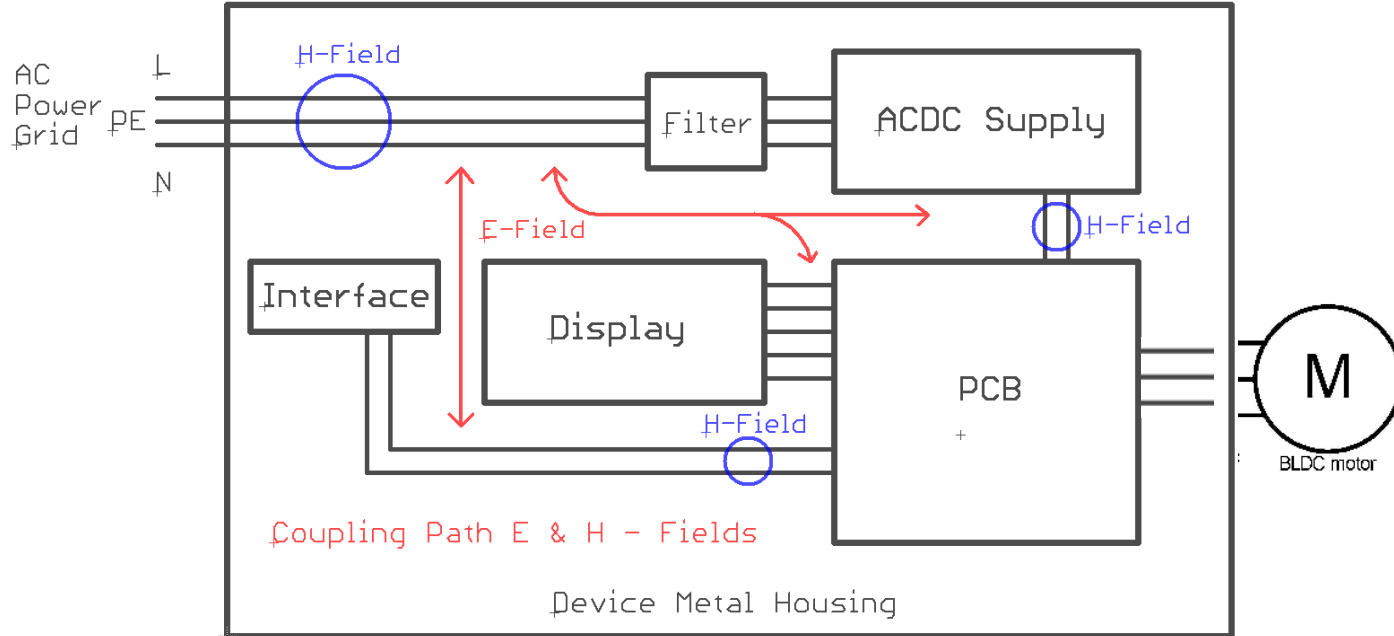 H-Field
L
AC
Power
Grid
PE
N
Filter
ACDC Supply
E-Field
H-Field
Interface
Display
PCB
M
BLDC motor
H-Field
Coupling Path E & H - Fields
Device Metal Housing